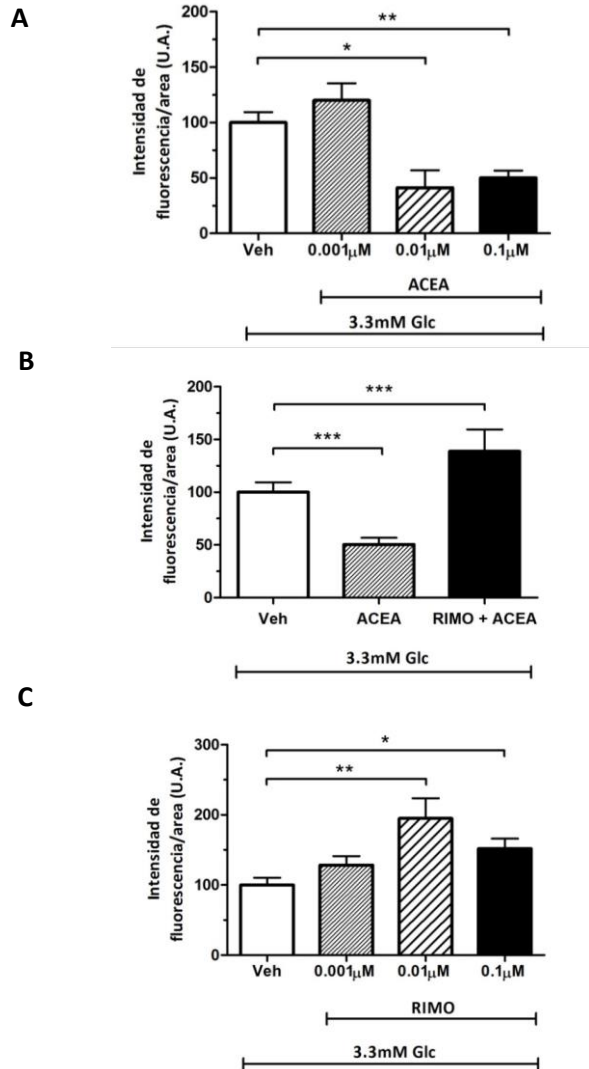 A
Intensidad de
fluorescencia/area (U.A.)
200
150
100
50
0
**
*
Veh 0.001μM 0.01μM 0.1μM
ACEA
3.3mM Glc
B
Intensidad de
fluorescencia/area (U.A.)
200
150
100
50
0
***
***
Veh ACEA RIMO + ACEA
3.3mM Glc
C
Intensidad de
fluorescencia/area (U.A.)
300
200
100
0
*
**
Veh 0.001μM 0.01μM 0.1μM
RIMO
3.3mM Glc